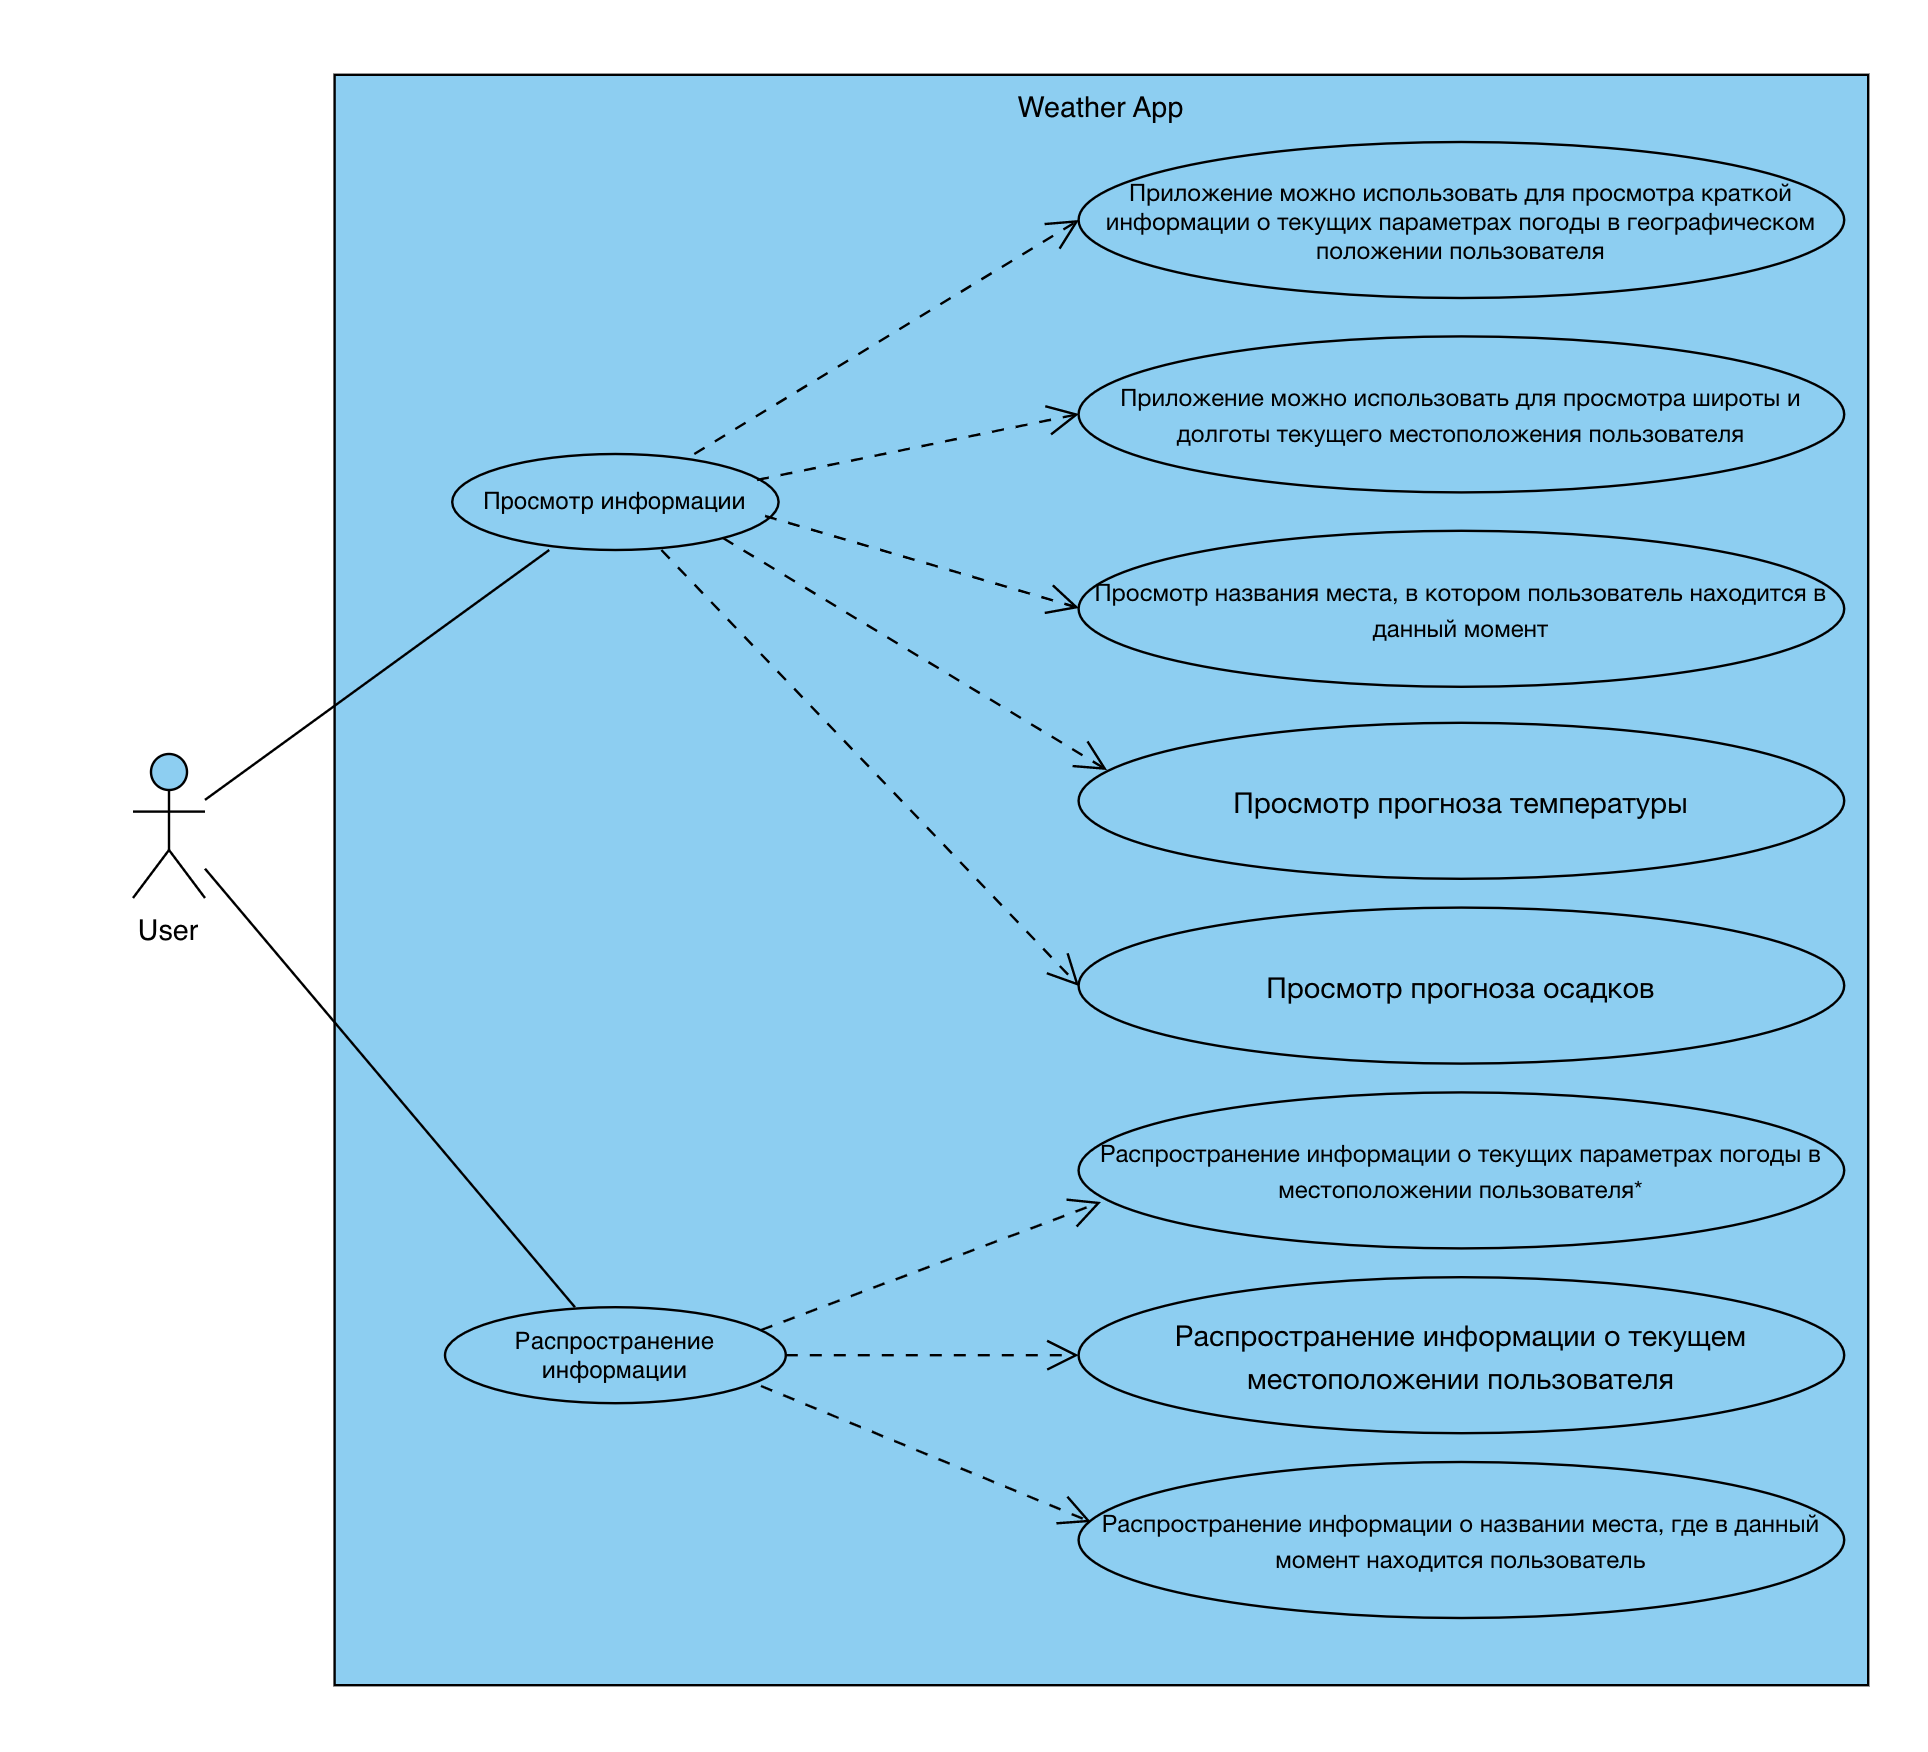 Weather App
Приложение можно использовать для просмотра краткой
информации о текущих параметрах погоды в географическом
положении пользователя
Приложение можно использовать для просмотра широты и
долготы текущего местоположения пользователя
Просмотр информации
Просмотр названия места, в котором пользователь находится в
данный момент
Просмотр прогноза температуры
User
Просмотр прогноза осадков
Распространение информации о текущих параметрах погоды в
местоположении пользователя*
Распространение
информации
Распространение информации о текущем
местоположении пользователя
Распространение информации о названии места, где в данный
момент находится пользователь